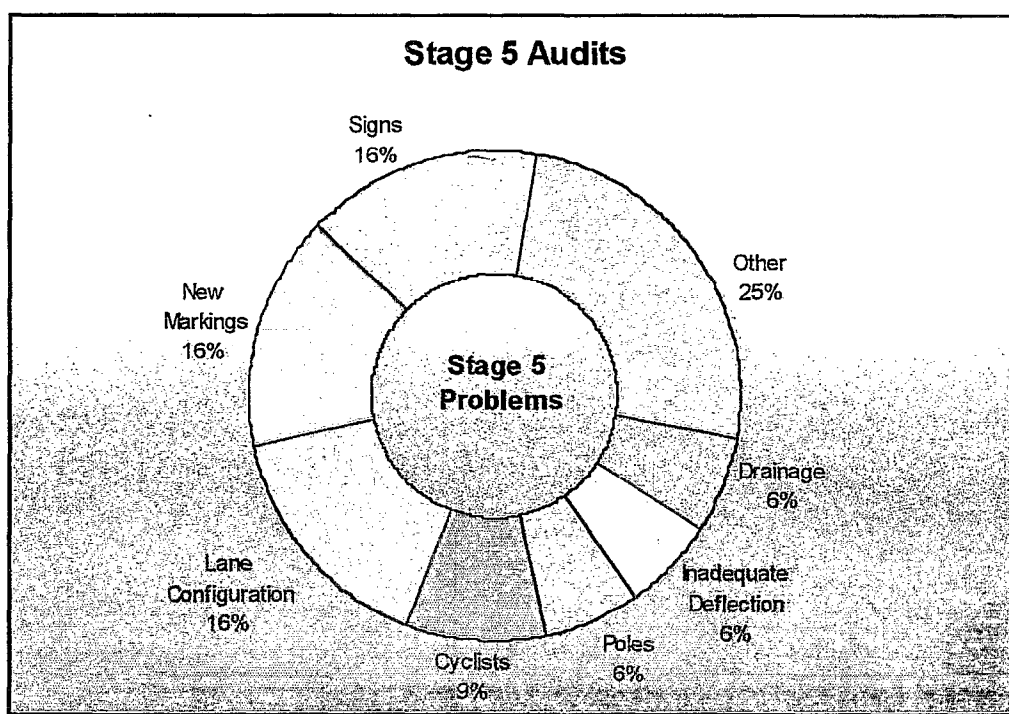 Stage 5 Audits
Signs
16%
Other
25%
New
Markings
16%
Stage 5
Problems
Drainage
6%
Lane
Configuration
16%
Inadequate
Deflection
6%
Poles
6%
Cyclists
9%